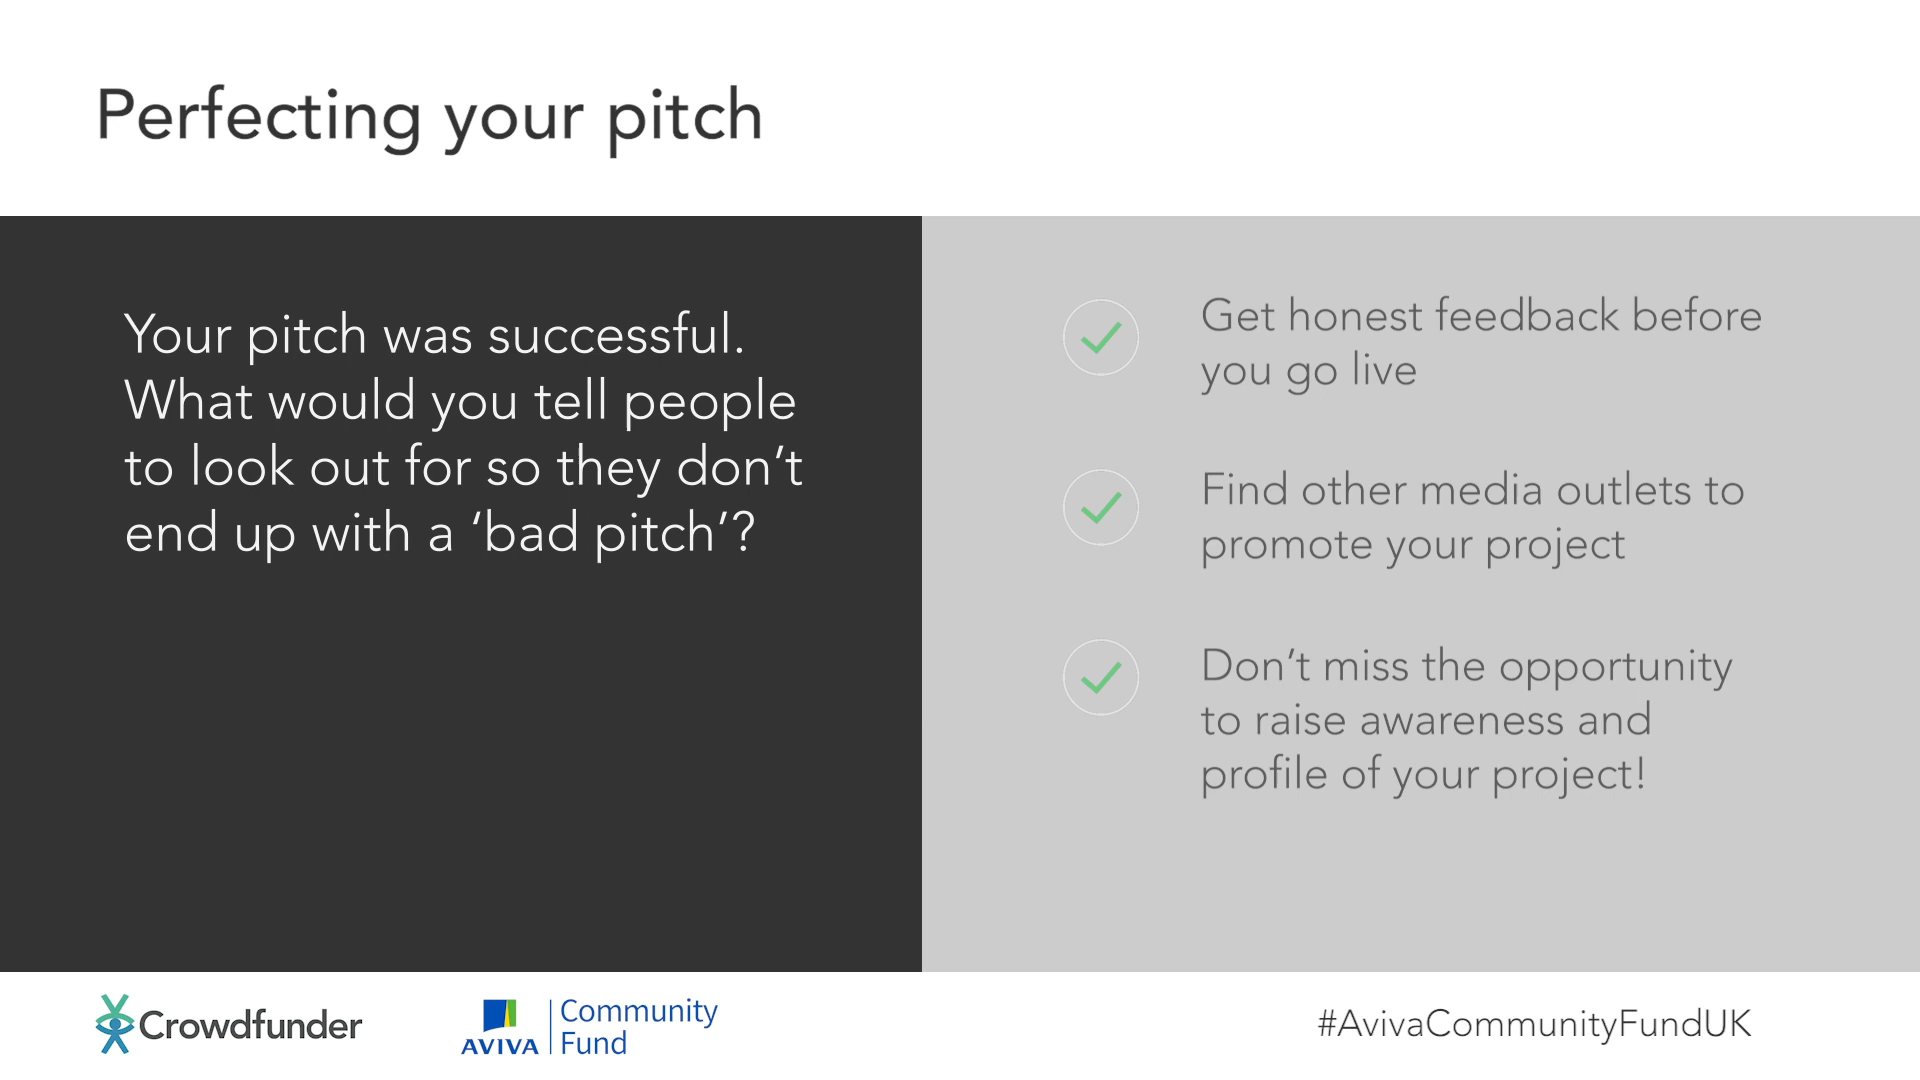 Perfecting your pitch
Your pitch was successful.
What would you tell people
to look out for so they don’t
end up with a ‘bad pitch’?
Get honest feedback before
you go live
Find other media outlets to
promote your project
Don’t miss the opportunity
to raise awareness and
profile of your project!
Crowdfunder
AVIVA
Community
Fund
#AvivaCommunityFundUK